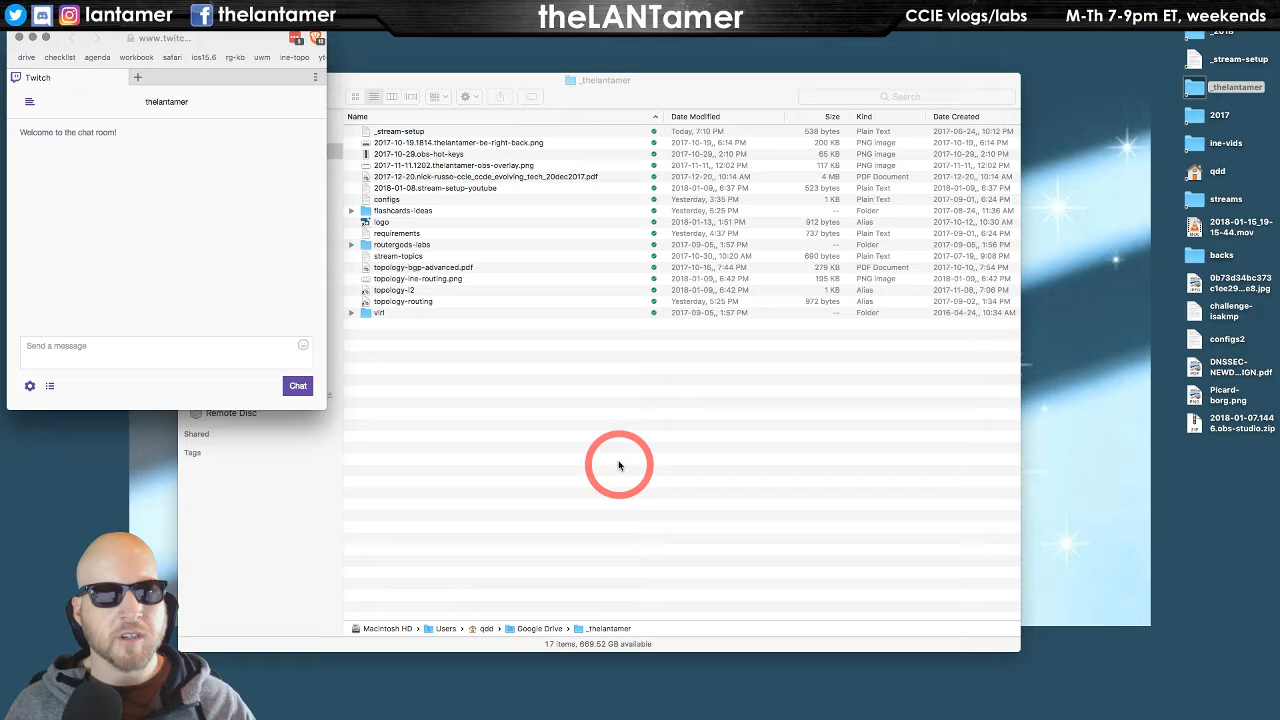 lantamer
thelantamer
theLANTamer
CCIE vlogs/labs
M-Th 7-9pm ET, weekends
www.twitc...
drive checklist agenda workbook safari ios15.6 rg-kb uwm ine-topo yt-
Twitch
thelantamer
Welcome to the chat room!
Send a message
Chat
Remote Disc
Shared
Tags
_thelantamer
Search
Name Date Modified Size Kind Date Created
_stream-setup Today, 7:10 PM 538 bytes Plain Text 2017-06-24,, 10:12 PM
2017-10-19.1814.thelantamer-be-right-back.png 2017-10-19,, 6:14 PM 200 KB PNG image 2017-10-19,, 6:14 PM
2017-10-29.obs-hot-keys 2017-10-29,, 2:10 PM 65 KB PNG image 2017-10-29,, 2:10 PM
2017-11-11.1202.thelantamer-obs-overlay.png 2017-11-11,, 12:02 PM 117 KB PNG image 2017-11-11,, 12:02 PM
2017-12-20.nick-russo-ccie_ccde_evolving_tech_20dec2017.pdf 2017-12-20,, 10:14 AM 4 MB PDF Document 2017-12-20,, 10:14 AM
2018-01-08.stream-setup-youtube 2018-01-09,, 6:37 PM 523 bytes Plain Text 2018-01-09,, 6:37 PM
configs Yesterday, 3:35 PM 1 KB Plain Text 2017-09-01,, 6:24 PM
flashcards-ideas Yesterday, 5:25 PM -- Folder 2017-08-24,, 11:36 AM
logo 2018-01-13,, 1:51 PM 912 bytes Alias 2017-10-12,, 10:30 AM
requirements Yesterday, 4:37 PM 737 bytes Plain Text 2017-09-01,, 6:24 PM
routergods-labs 2017-09-05,, 1:57 PM -- Folder 2017-09-05,, 1:56 PM
stream-topics 2017-10-30,, 10:20 AM 690 bytes Plain Text 2017-07-19,, 9:08 PM
topology-bgp-advanced.pdf 2017-10-16,, 7:44 PM 279 KB PDF Document 2017-10-10,, 7:54 PM
topology-ine-routing.png 2018-01-09,, 6:42 PM 195 KB PNG image 2018-01-09,, 6:42 PM
topology-l2 2018-01-09,, 6:42 PM 1 KB Alias 2017-11-08,, 7:06 PM
topology-routing Yesterday, 5:25 PM 972 bytes Alias 2017-09-02,, 1:34 PM
virl 2017-09-05,, 1:57 PM -- Folder 2016-04-24,, 10:34 AM
Macintosh HD Users qdd Google Drive _thelantamer
17 items, 669.52 GB available
_2018
_stream-setup
_thelantamer
2017
ine-vids
qdd
streams
2018-01-15_19-
15-44.mov
backs
0b73d34bc373
c1ee29...e8.jpg
challenge-
isakmp
configs2
DNSSEC-
NEWD...IGN.pdf
Picard-
borg.png
2018-01-07.144
6.obs-studio.zip